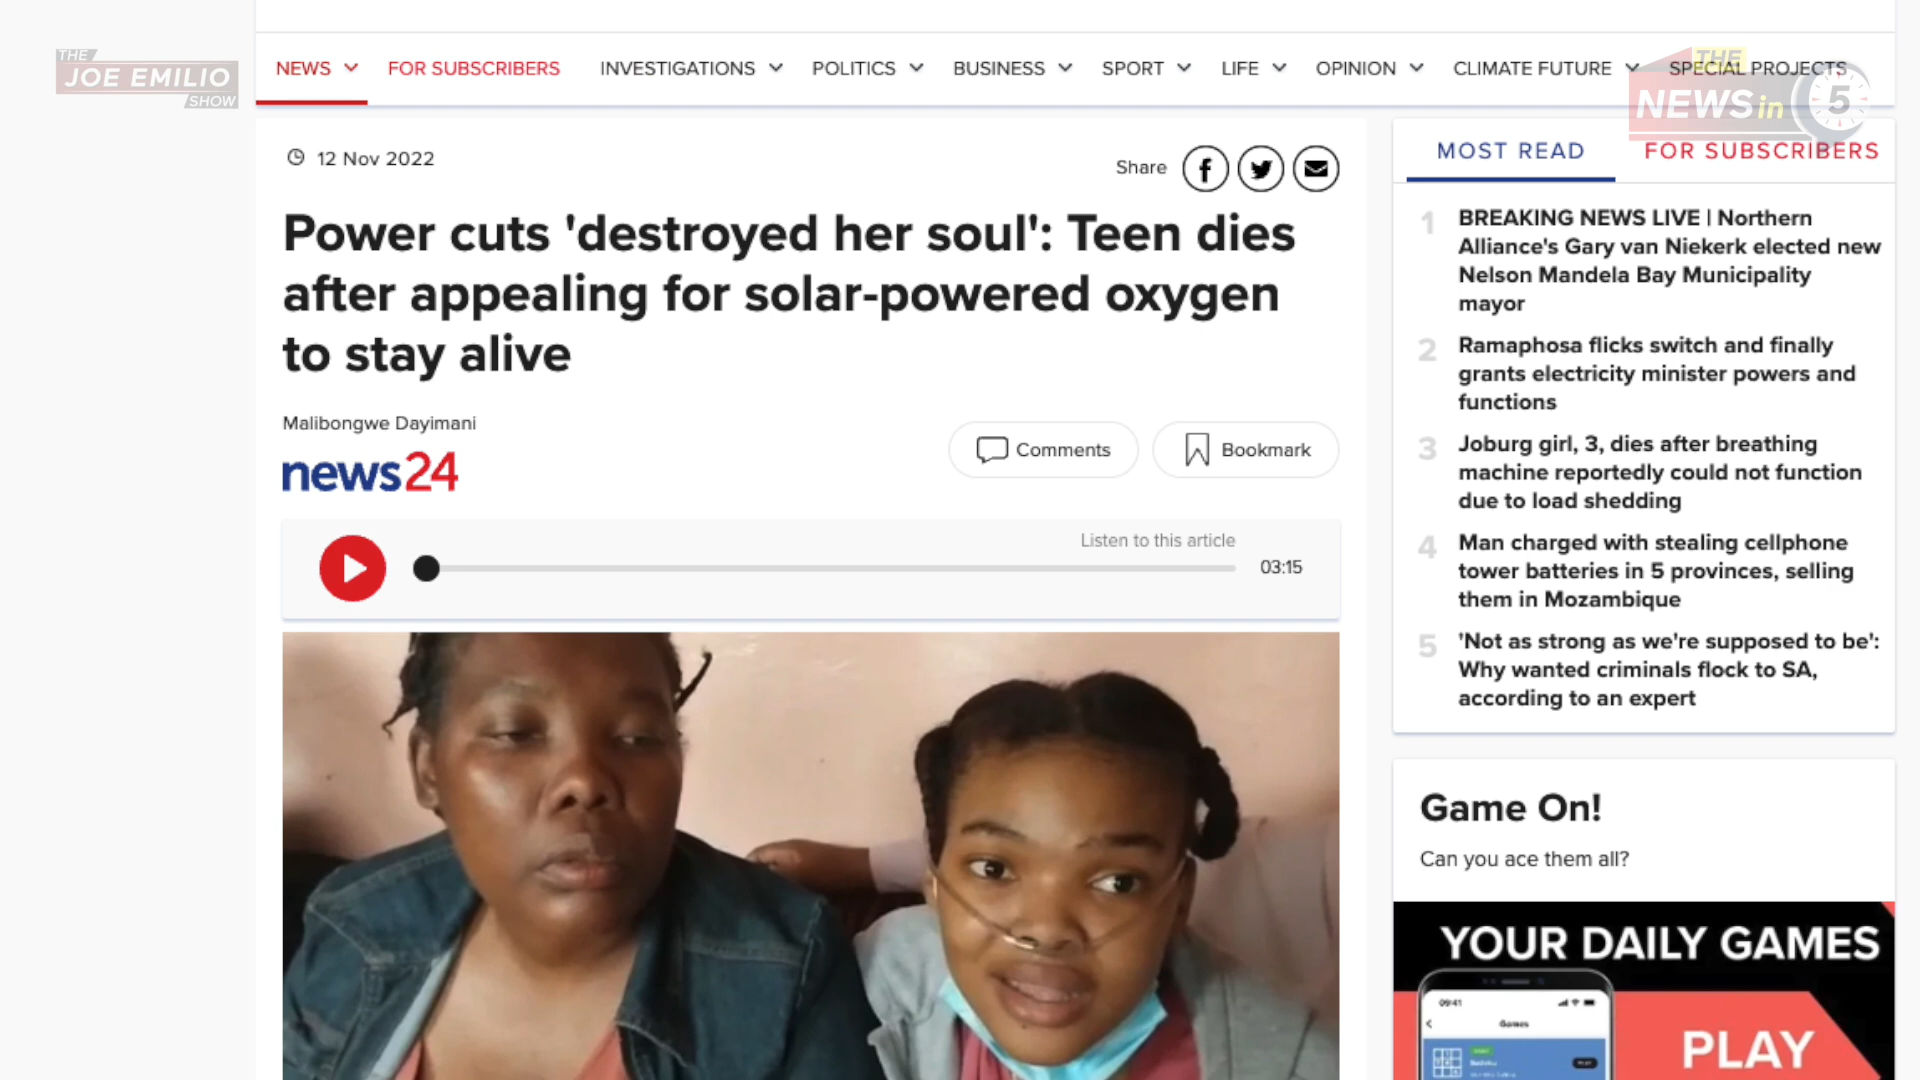 THE
JOE EMILIO
SHOW
NEWS
FOR SUBSCRIBERS
INVESTIGATIONS
POLITICS
BUSINESS
SPORT
LIFE
OPINION
CLIMATE FUTURE
SPECIAL PROJECTS
THE
NEWS in 5
12 Nov 2022
Share
Power cuts 'destroyed her soul': Teen dies
after appealing for solar-powered oxygen
to stay alive
Malibongwe Dayimani
news24
Comments
Bookmark
Listen to this article
03:15
MOST READ
FOR SUBSCRIBERS
1 BREAKING NEWS LIVE | Northern
Alliance's Gary van Niekerk elected new
Nelson Mandela Bay Municipality
mayor
2 Ramaphosa flicks switch and finally
grants electricity minister powers and
functions
3 Joburg girl, 3, dies after breathing
machine reportedly could not function
due to load shedding
4 Man charged with stealing cellphone
tower batteries in 5 provinces, selling
them in Mozambique
5 'Not as strong as we're supposed to be':
Why wanted criminals flock to SA,
according to an expert
Game On!
Can you ace them all?
YOUR DAILY GAMES
09:41
Games
PLAY